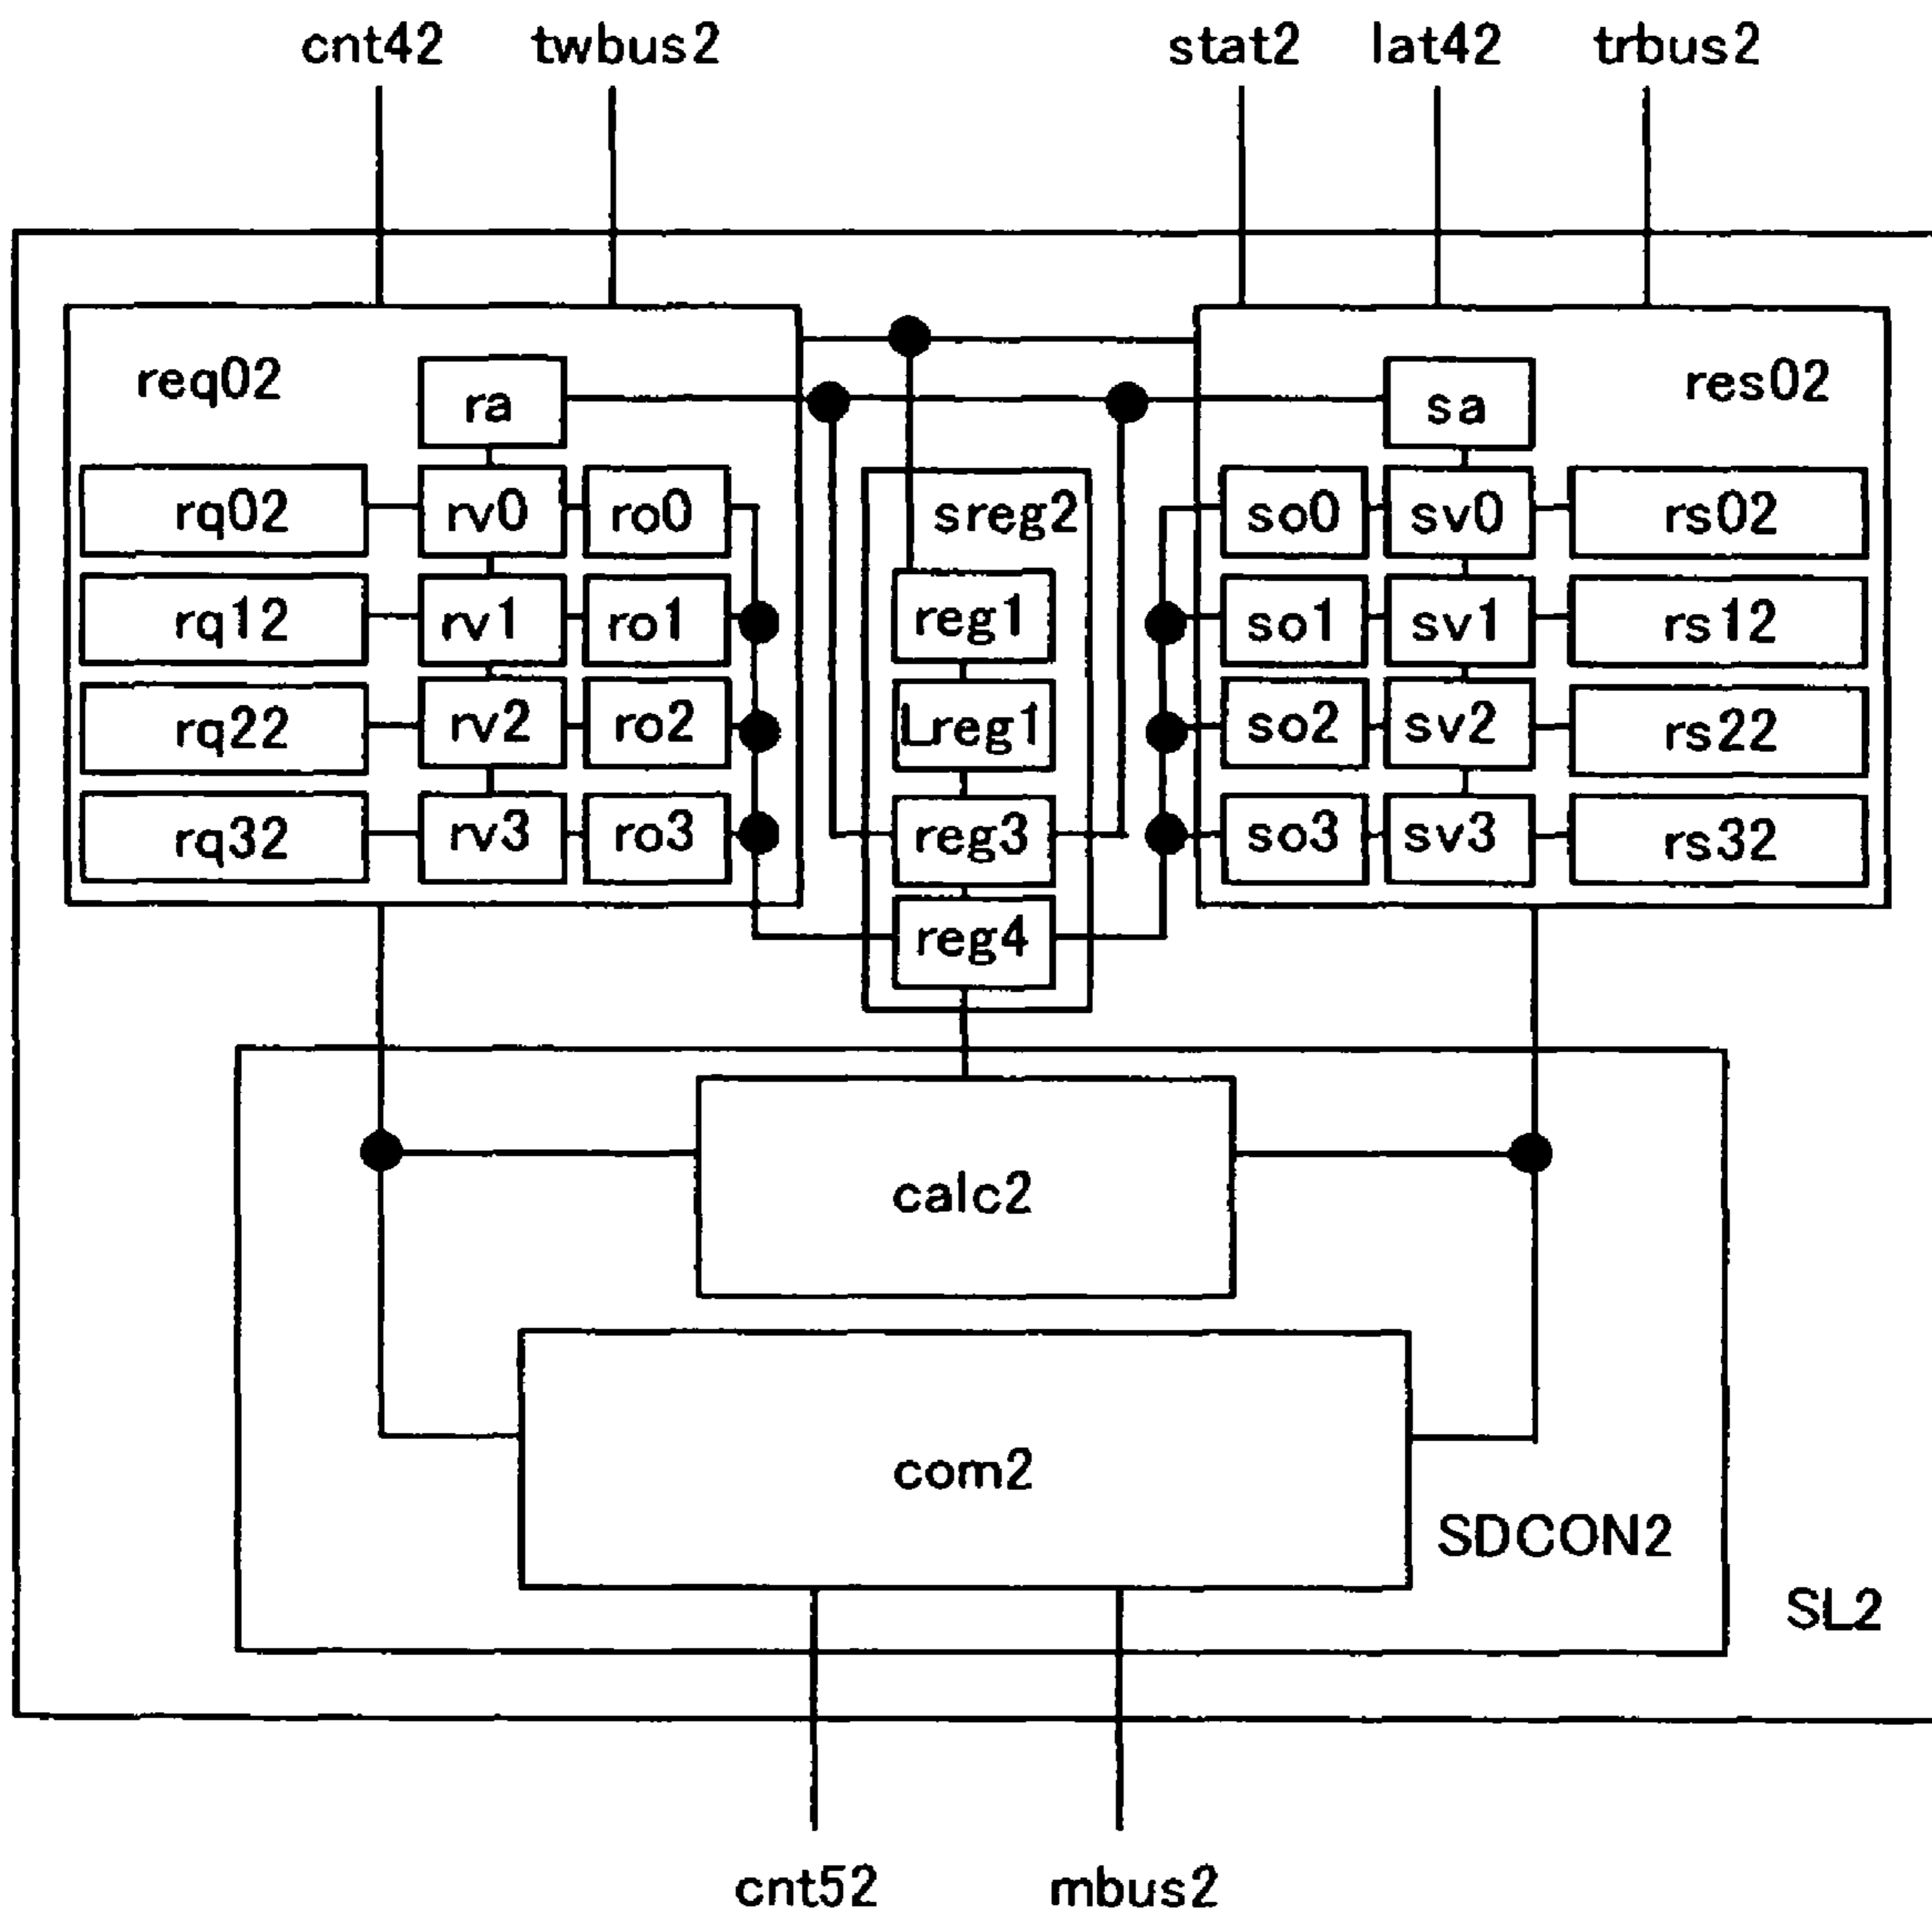 cnt42 twbus2 stat2 lat42 trbus2
req02 ra sa res02
rq02 rv0 ro0 sreg2 so0 sv0 rs02
rq12 rv1 ro1 reg1 so1 sv1 rs12
rq22 rv2 ro2 Lreg1 so2 sv2 rs22
rq32 rv3 ro3 reg3 so3 sv3 rs32
reg4
calc2
com2
SDCON2
SL2
cnt52 mbus2